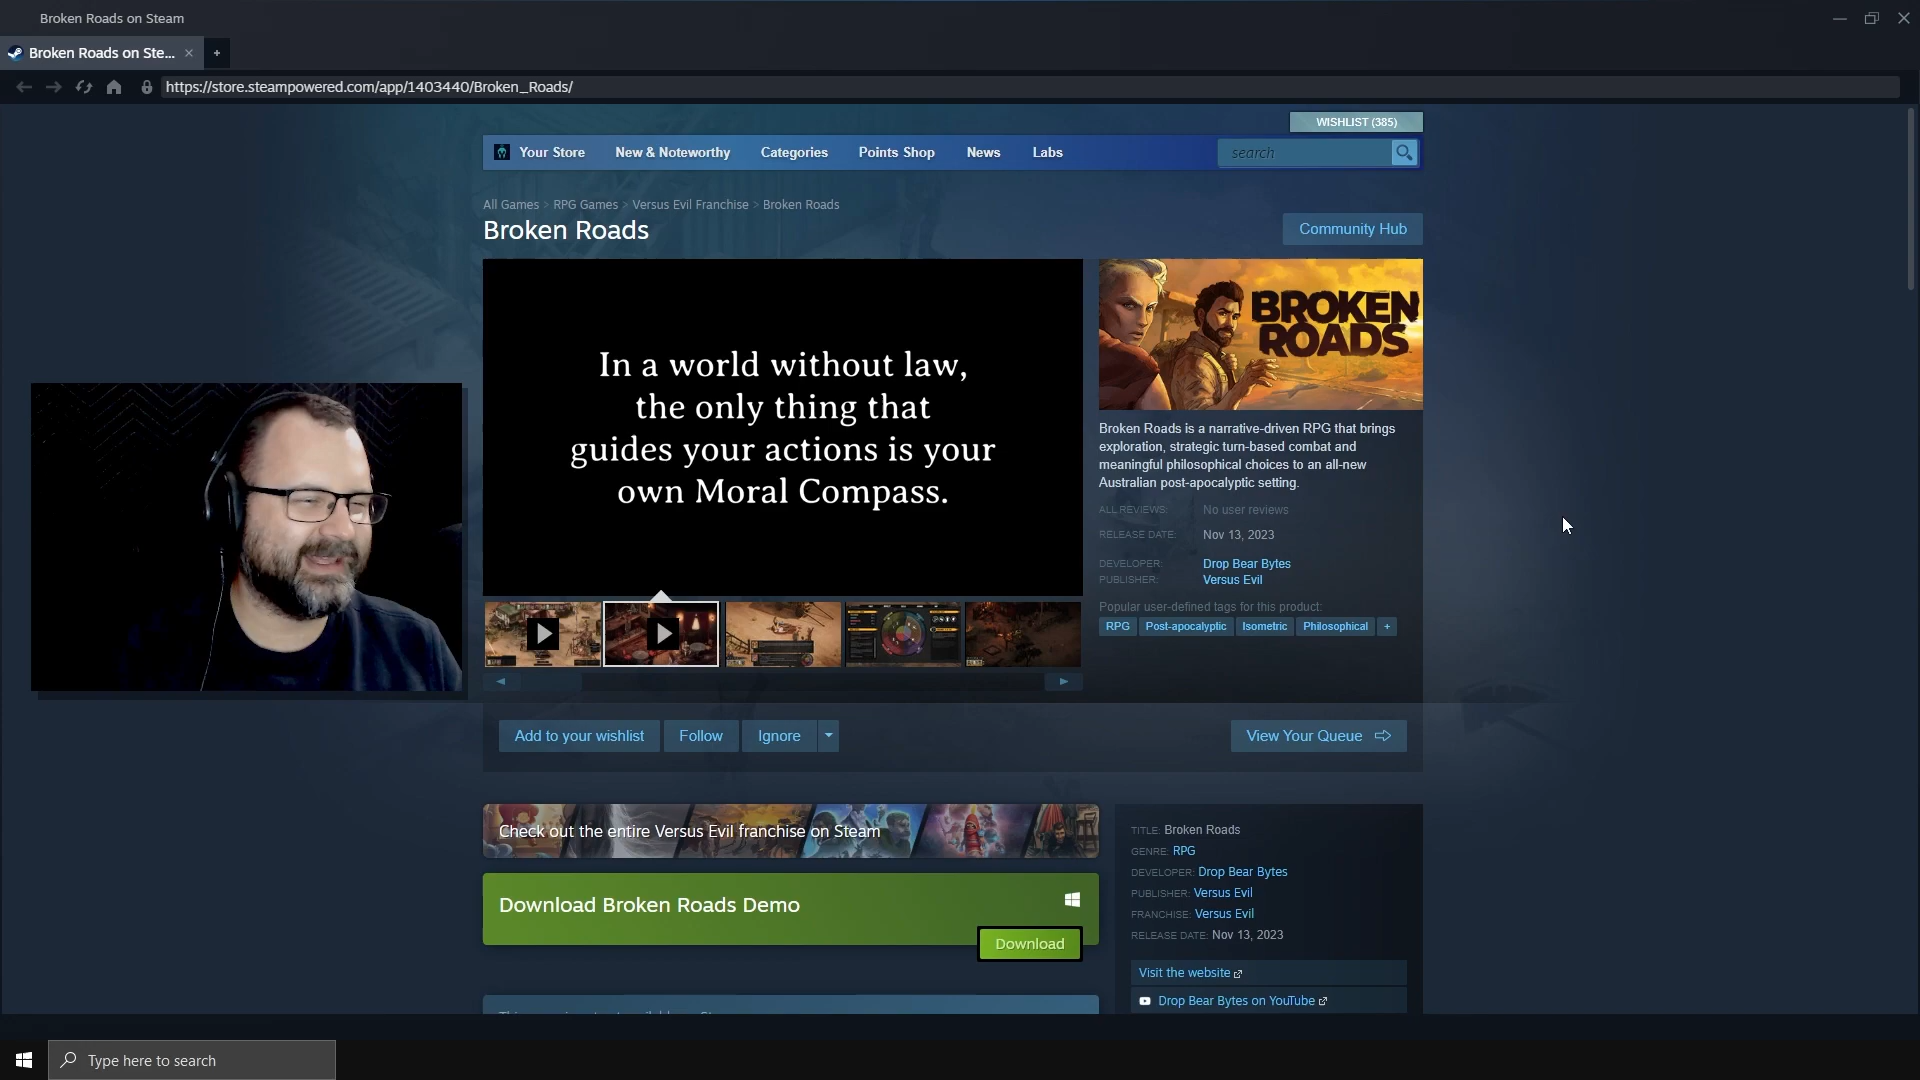 Broken Roads on Steam
Broken Roads on Ste...
https://store.steampowered.com/app/1403440/Broken_Roads/
WISHLIST (385)
Your Store New & Noteworthy Categories Points Shop News Labs search
All Games > RPG Games > Versus Evil Franchise > Broken Roads
Broken Roads
Community Hub
In a world without law,
the only thing that
guides your actions is your
own Moral Compass.
BROKEN
ROADS
Broken Roads is a narrative-driven RPG that brings
exploration, strategic turn-based combat and
meaningful philosophical choices to an all-new
Australian post-apocalyptic setting.
ALL REVIEWS: No user reviews
RELEASE DATE: Nov 13, 2023
DEVELOPER: Drop Bear Bytes
PUBLISHER: Versus Evil
Popular user-defined tags for this product:
RPG Post-apocalyptic Isometric Philosophical +
Add to your wishlist Follow Ignore View Your Queue
Check out the entire Versus Evil franchise on Steam
Download Broken Roads Demo
Download
TITLE: Broken Roads
GENRE: RPG
DEVELOPER: Drop Bear Bytes
PUBLISHER: Versus Evil
FRANCHISE: Versus Evil
RELEASE DATE: Nov 13, 2023
Visit the website
Drop Bear Bytes on YouTube
Type here to search